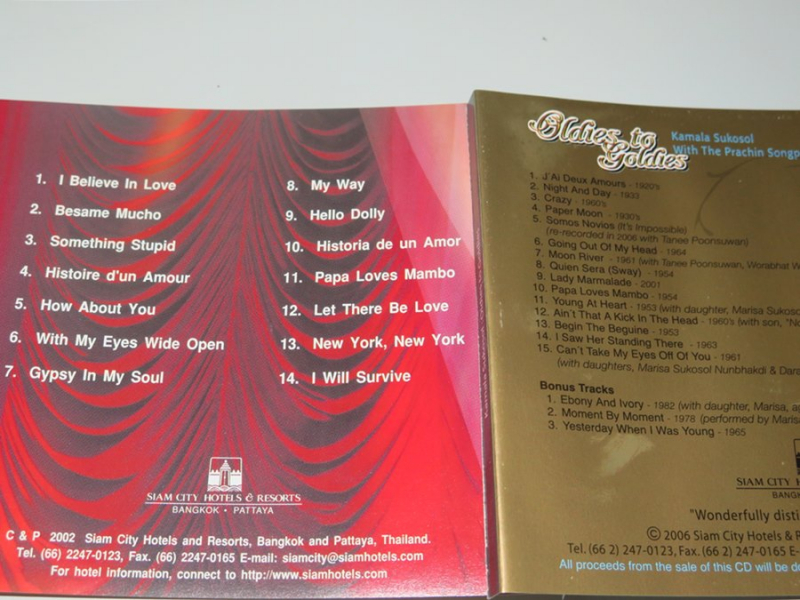 1. I Believe In Love
2. Besame Mucho
3. Something Stupid
4. Histoire d'un Amour
5. How About You
6. With My Eyes Wide Open
7. Gypsy In My Soul
8. My Way
9. Hello Dolly
10. Historia de un Amor
11. Papa Loves Mambo
12. Let There Be Love
13. New York, New York
14. I Will Survive
SIAM CITY HOTELS & RESORTS
BANGKOK • PATTAYA
C & P 2002 Siam City Hotels and Resorts, Bangkok and Pattaya, Thailand.
Tel. (66) 2247-0123, Fax. (66) 2247-0165 E-mail: siamcity@siamhotels.com
For hotel information, connect to http://www.siamhotels.com
Oldies to
Goldies
Kamala Sukosol
With The Prachin Songp
1. J'Ai Deux Amours - 1920's
2. Night And Day - 1933
3. Crazy - 1960's
4. Paper Moon - 1930's
5. Somos Novios (It's Impossible)
(re-recorded in 2006 with Tanee Poonsuwan)
6. Going Out Of My Head - 1964
7. Moon River - 1961 (with Tanee Poonsuwan, Worabhat W
8. Quien Sera (Sway) - 1954
9. Lady Marmalade - 2001
10. Papa Loves Mambo - 1954
11. Young At Heart - 1953 (with daughter, Marisa Sukoso
12. Ain't That A Kick In The Head - 1960's (with son, "No
13. Begin The Beguine - 1953
14. I Saw Her Standing There - 1963
15. Can't Take My Eyes Off Of You - 1961
(with daughters, Marisa Sukosol Nunbhakdi & Dara
Bonus Tracks
1. Ebony And Ivory - 1982 (with daughter, Marisa, a
2. Moment By Moment - 1978 (performed by Marisa
3. Yesterday When I Was Young - 1965
SIAM CITY H
BANG
"Wonderfully disti
© 2006 Siam City Hotels & R
Tel. (66 2) 247-0123, Fax. (66 2) 247-0165 E-
All proceeds from the sale of this CD will be do